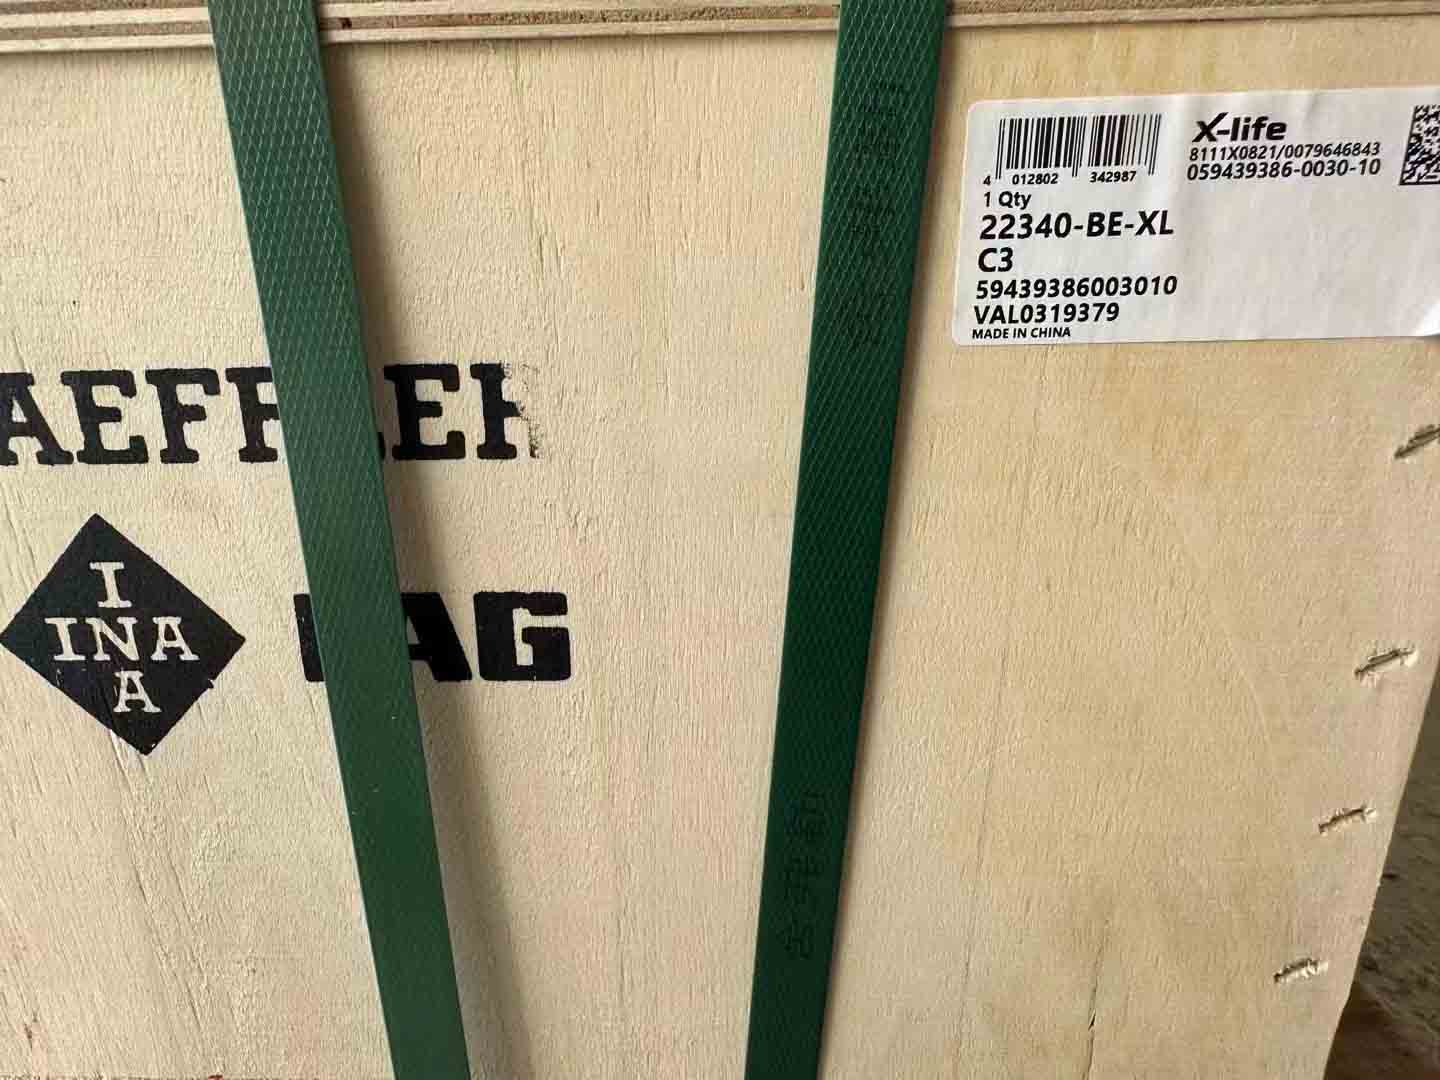 X-life
8111X0821/0079646843
059439386-0030-10
4 012802 342987
1 Qty
22340-BE-XL
C3
59439386003010
VAL0319379
MADE IN CHINA
AEFFLER
I
INA
A
FAG